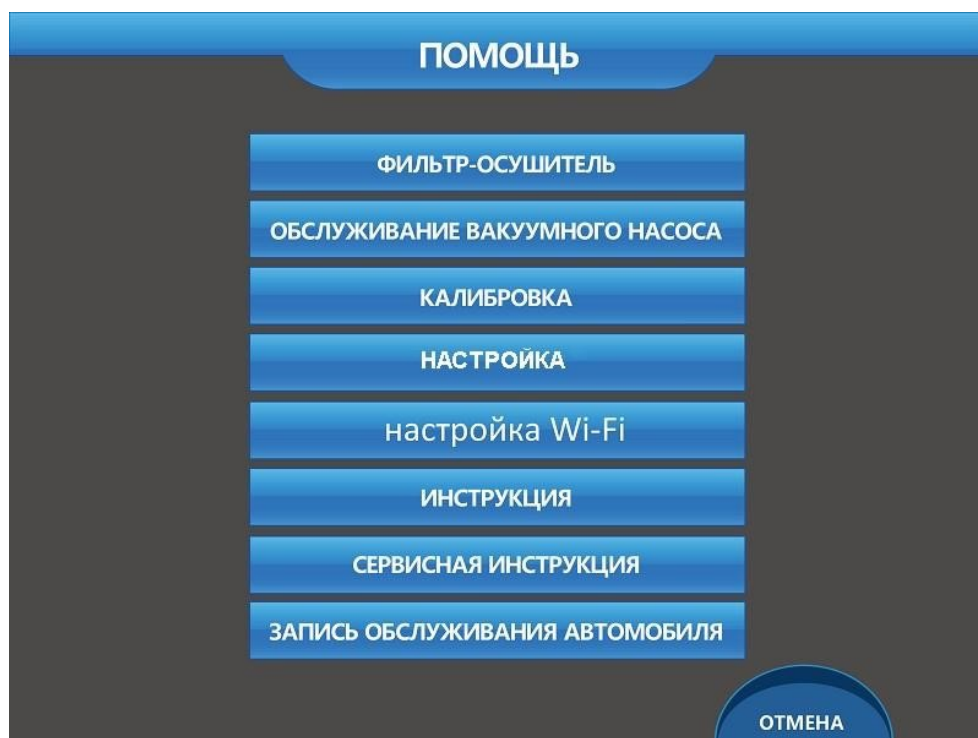 ПОМОЩЬ
ФИЛЬТР-ОСУШИТЕЛЬ
ОБСЛУЖИВАНИЕ ВАКУУМНОГО НАСОСА
КАЛИБРОВКА
НАСТРОЙКА
настройка Wi-Fi
ИНСТРУКЦИЯ
СЕРВИСНАЯ ИНСТРУКЦИЯ
ЗАПИСЬ ОБСЛУЖИВАНИЯ АВТОМОБИЛЯ
ОТМЕНА